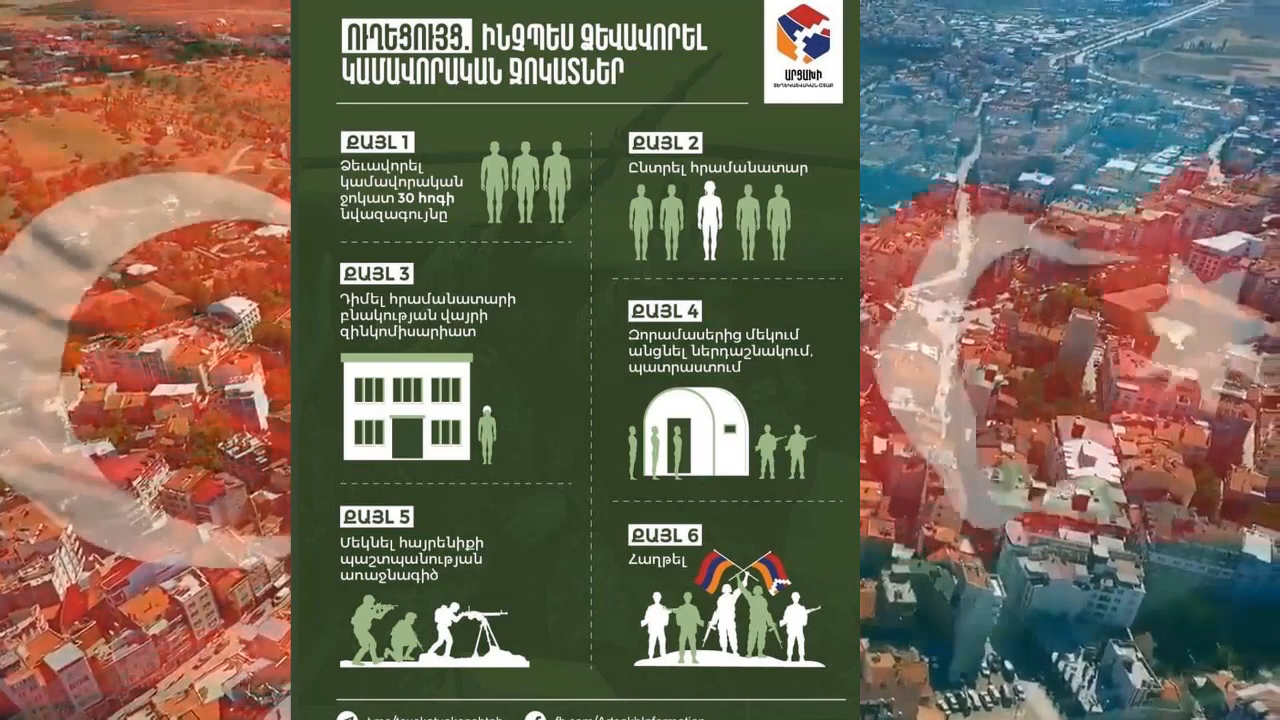 ՈՒՂԵՑՈՒՅՑ. ԻՆՉՊԵՍ ՁԵՎԱՎՈՐԵԼ
ԿԱՄԱՎՈՐԱԿԱՆ ՋՈԿԱՏՆԵՐ
ԱՐՑԱԽԻ
ՏԵՂԵԿԱՏՎԱԿԱՆ ՇՏԱԲ
ՔԱՅԼ 1
Ձեւավորել
կամավորական
ջոկատ 30 հոգի
նվազագույնը
ՔԱՅԼ 2
Ընտրել հրամանատար
ՔԱՅԼ 3
Դիմել հրամանատարի
բնակության վայրի
զինկոմիսարիատ
ՔԱՅԼ 4
Զորամասերից մեկում
անցնել ներդաշնակում,
պատրաստում
ՔԱՅԼ 5
Մեկնել հայրենիքի
պաշտպանության
առաջնագիծ
ՔԱՅԼ 6
Հաղթել